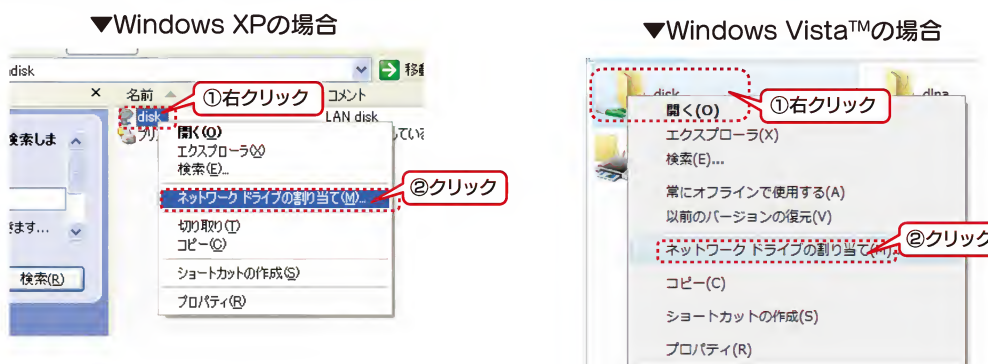 ▼Windows XPの場合
disk
移動
×
名前
コメント
①右クリック
disk
LAN disk
検索しま
開く(O)
エクスプローラ(X)
検索(E)...
ネットワーク ドライブの割り当て(M)...
②クリック
切り取り(T)
コピー(C)
ショートカットの作成(S)
プロパティ(R)
きます...
検索(R)
▼Windows Vista™の場合
disk
dlna
①右クリック
開く(O)
エクスプローラ(X)
検索(E)...
常にオフラインで使用する(A)
以前のバージョンの復元(V)
ネットワーク ドライブの割り当て(M)...
②クリック
コピー(C)
ショートカットの作成(S)
プロパティ(R)